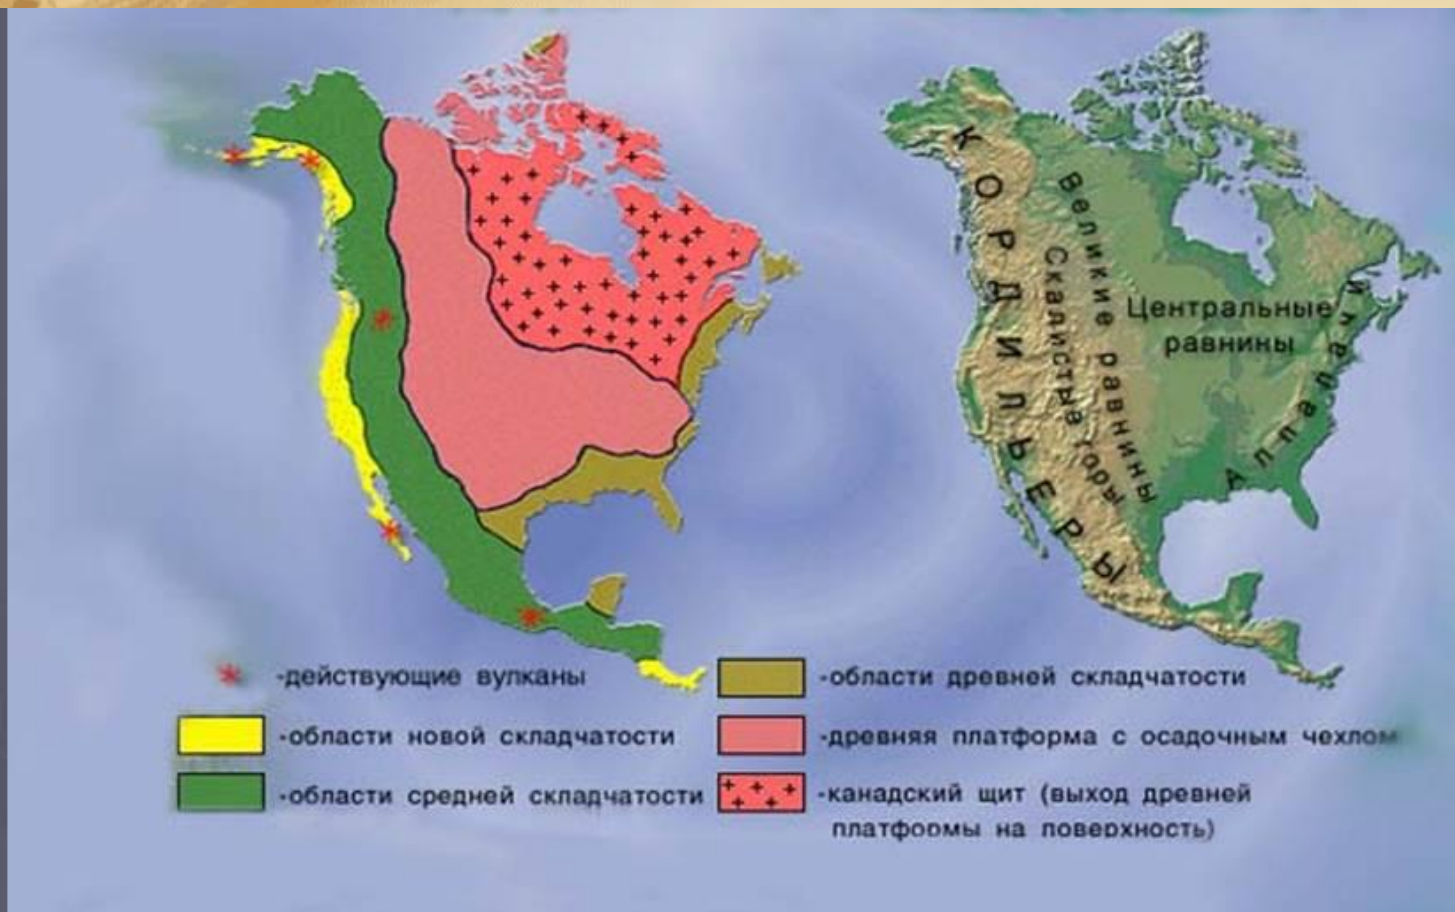 КОРДИЛЬЕРЫ
Великие равнины
Скалистые горы
Центральные
равнины
Аппалачи
-действующие вулканы
-области новой складчатости
-области средней складчатости
-области древней складчатости
-древняя платформа с осадочным чехлом
-канадский щит (выход древней
платформы на поверхность)